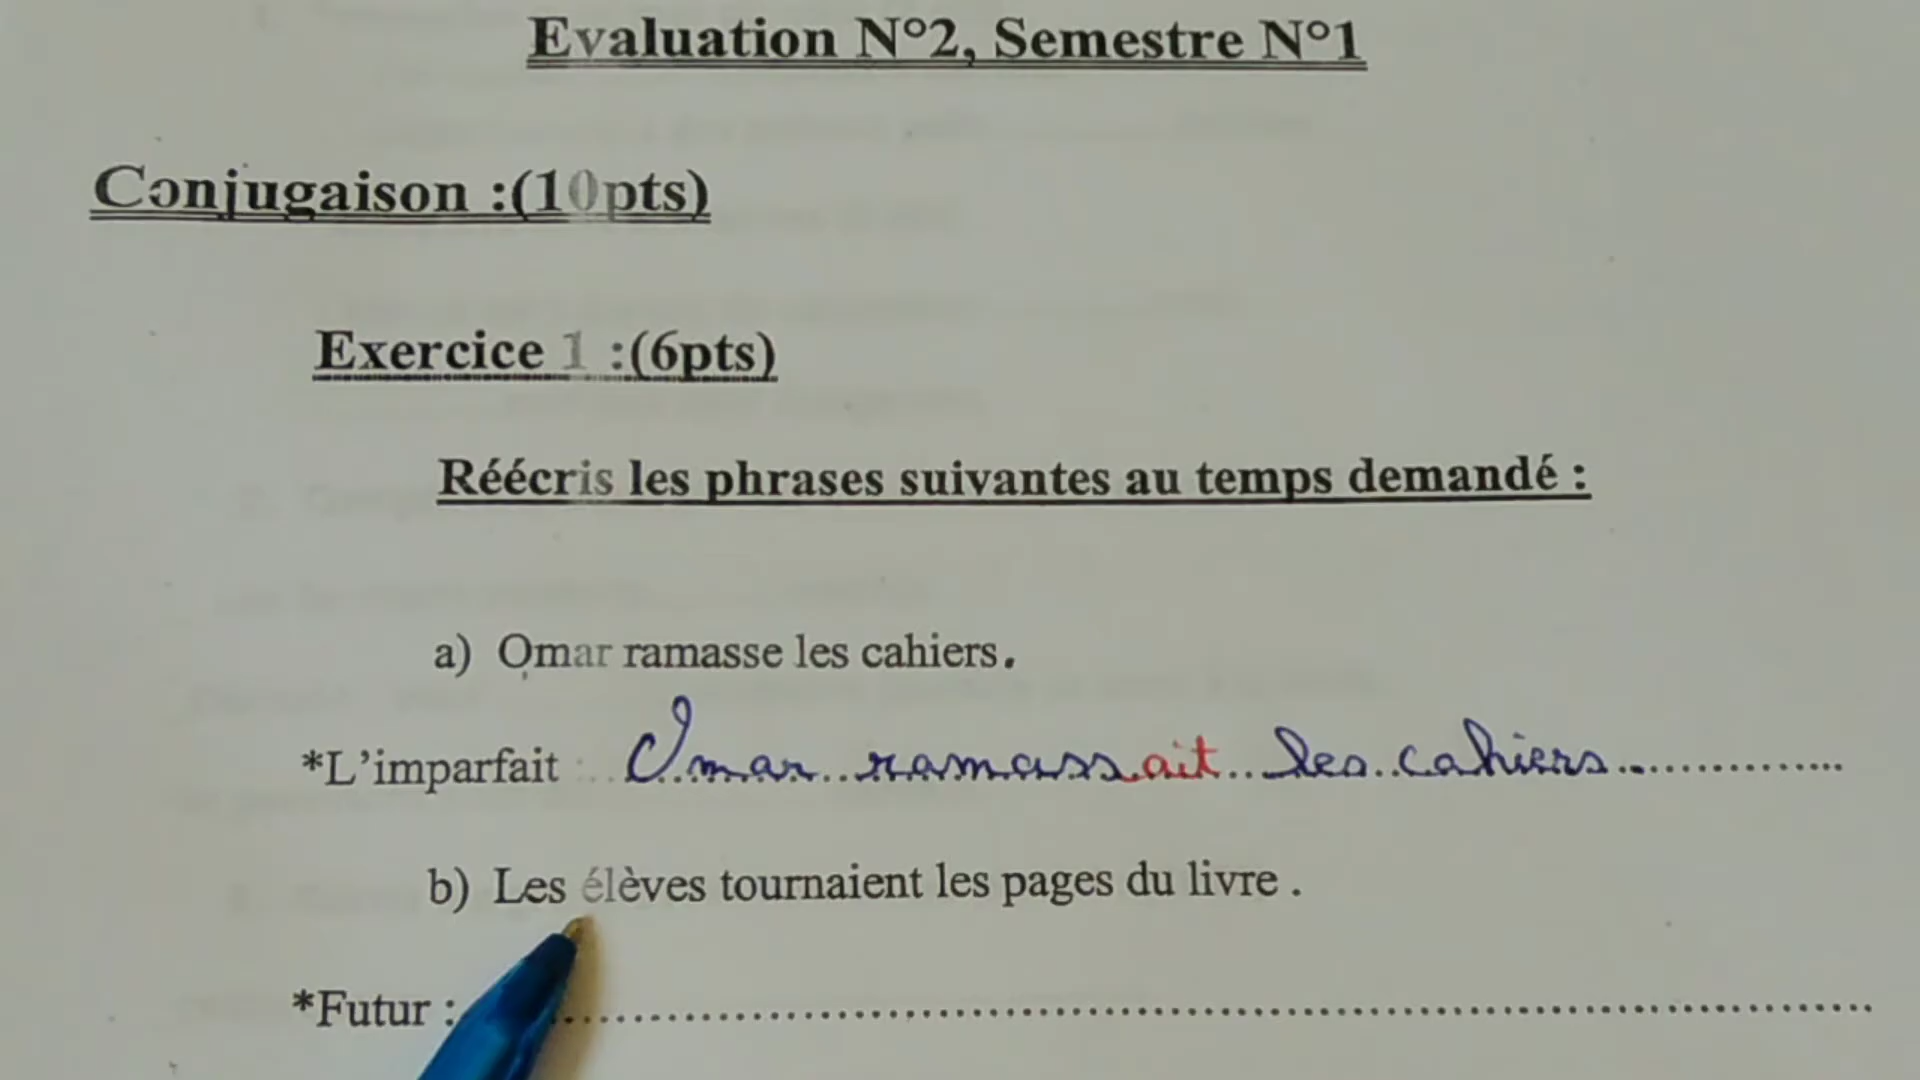 Evaluation N°2, Semestre N°1
Conjugaison :(10pts)
Exercice 1 :(6pts)
Réécris les phrases suivantes au temps demandé :
a) Omar ramasse les cahiers.
*L'imparfait : Omar ramassait les cahiers
b) Les élèves tournaient les pages du livre .
*Futur :